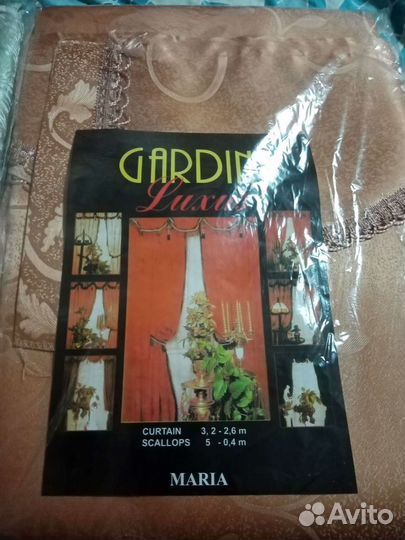 GARDIN
Luxu
CURTAIN 3, 2 - 2,6 m
SCALLOPS 5 - 0,4 m
MARIA
Avito